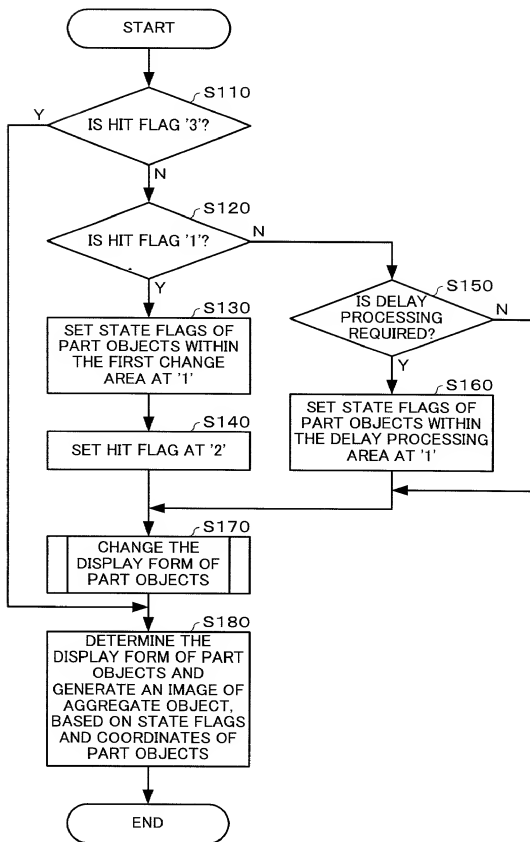 START
S110
Y
IS HIT FLAG '3'?
N
S120
IS HIT FLAG '1'?
N
Y
S150
IS DELAY
PROCESSING
REQUIRED?
N
Y
S130
SET STATE FLAGS OF
PART OBJECTS WITHIN
THE FIRST CHANGE
AREA AT '1'
S160
SET STATE FLAGS OF
PART OBJECTS WITHIN
THE DELAY PROCESSING
AREA AT '1'
S140
SET HIT FLAG AT '2'
S170
CHANGE THE
DISPLAY FORM OF
PART OBJECTS
S180
DETERMINE THE
DISPLAY FORM OF PART
OBJECTS AND
GENERATE AN IMAGE OF
AGGREGATE OBJECT,
BASED ON STATE FLAGS
AND COORDINATES OF
PART OBJECTS
END